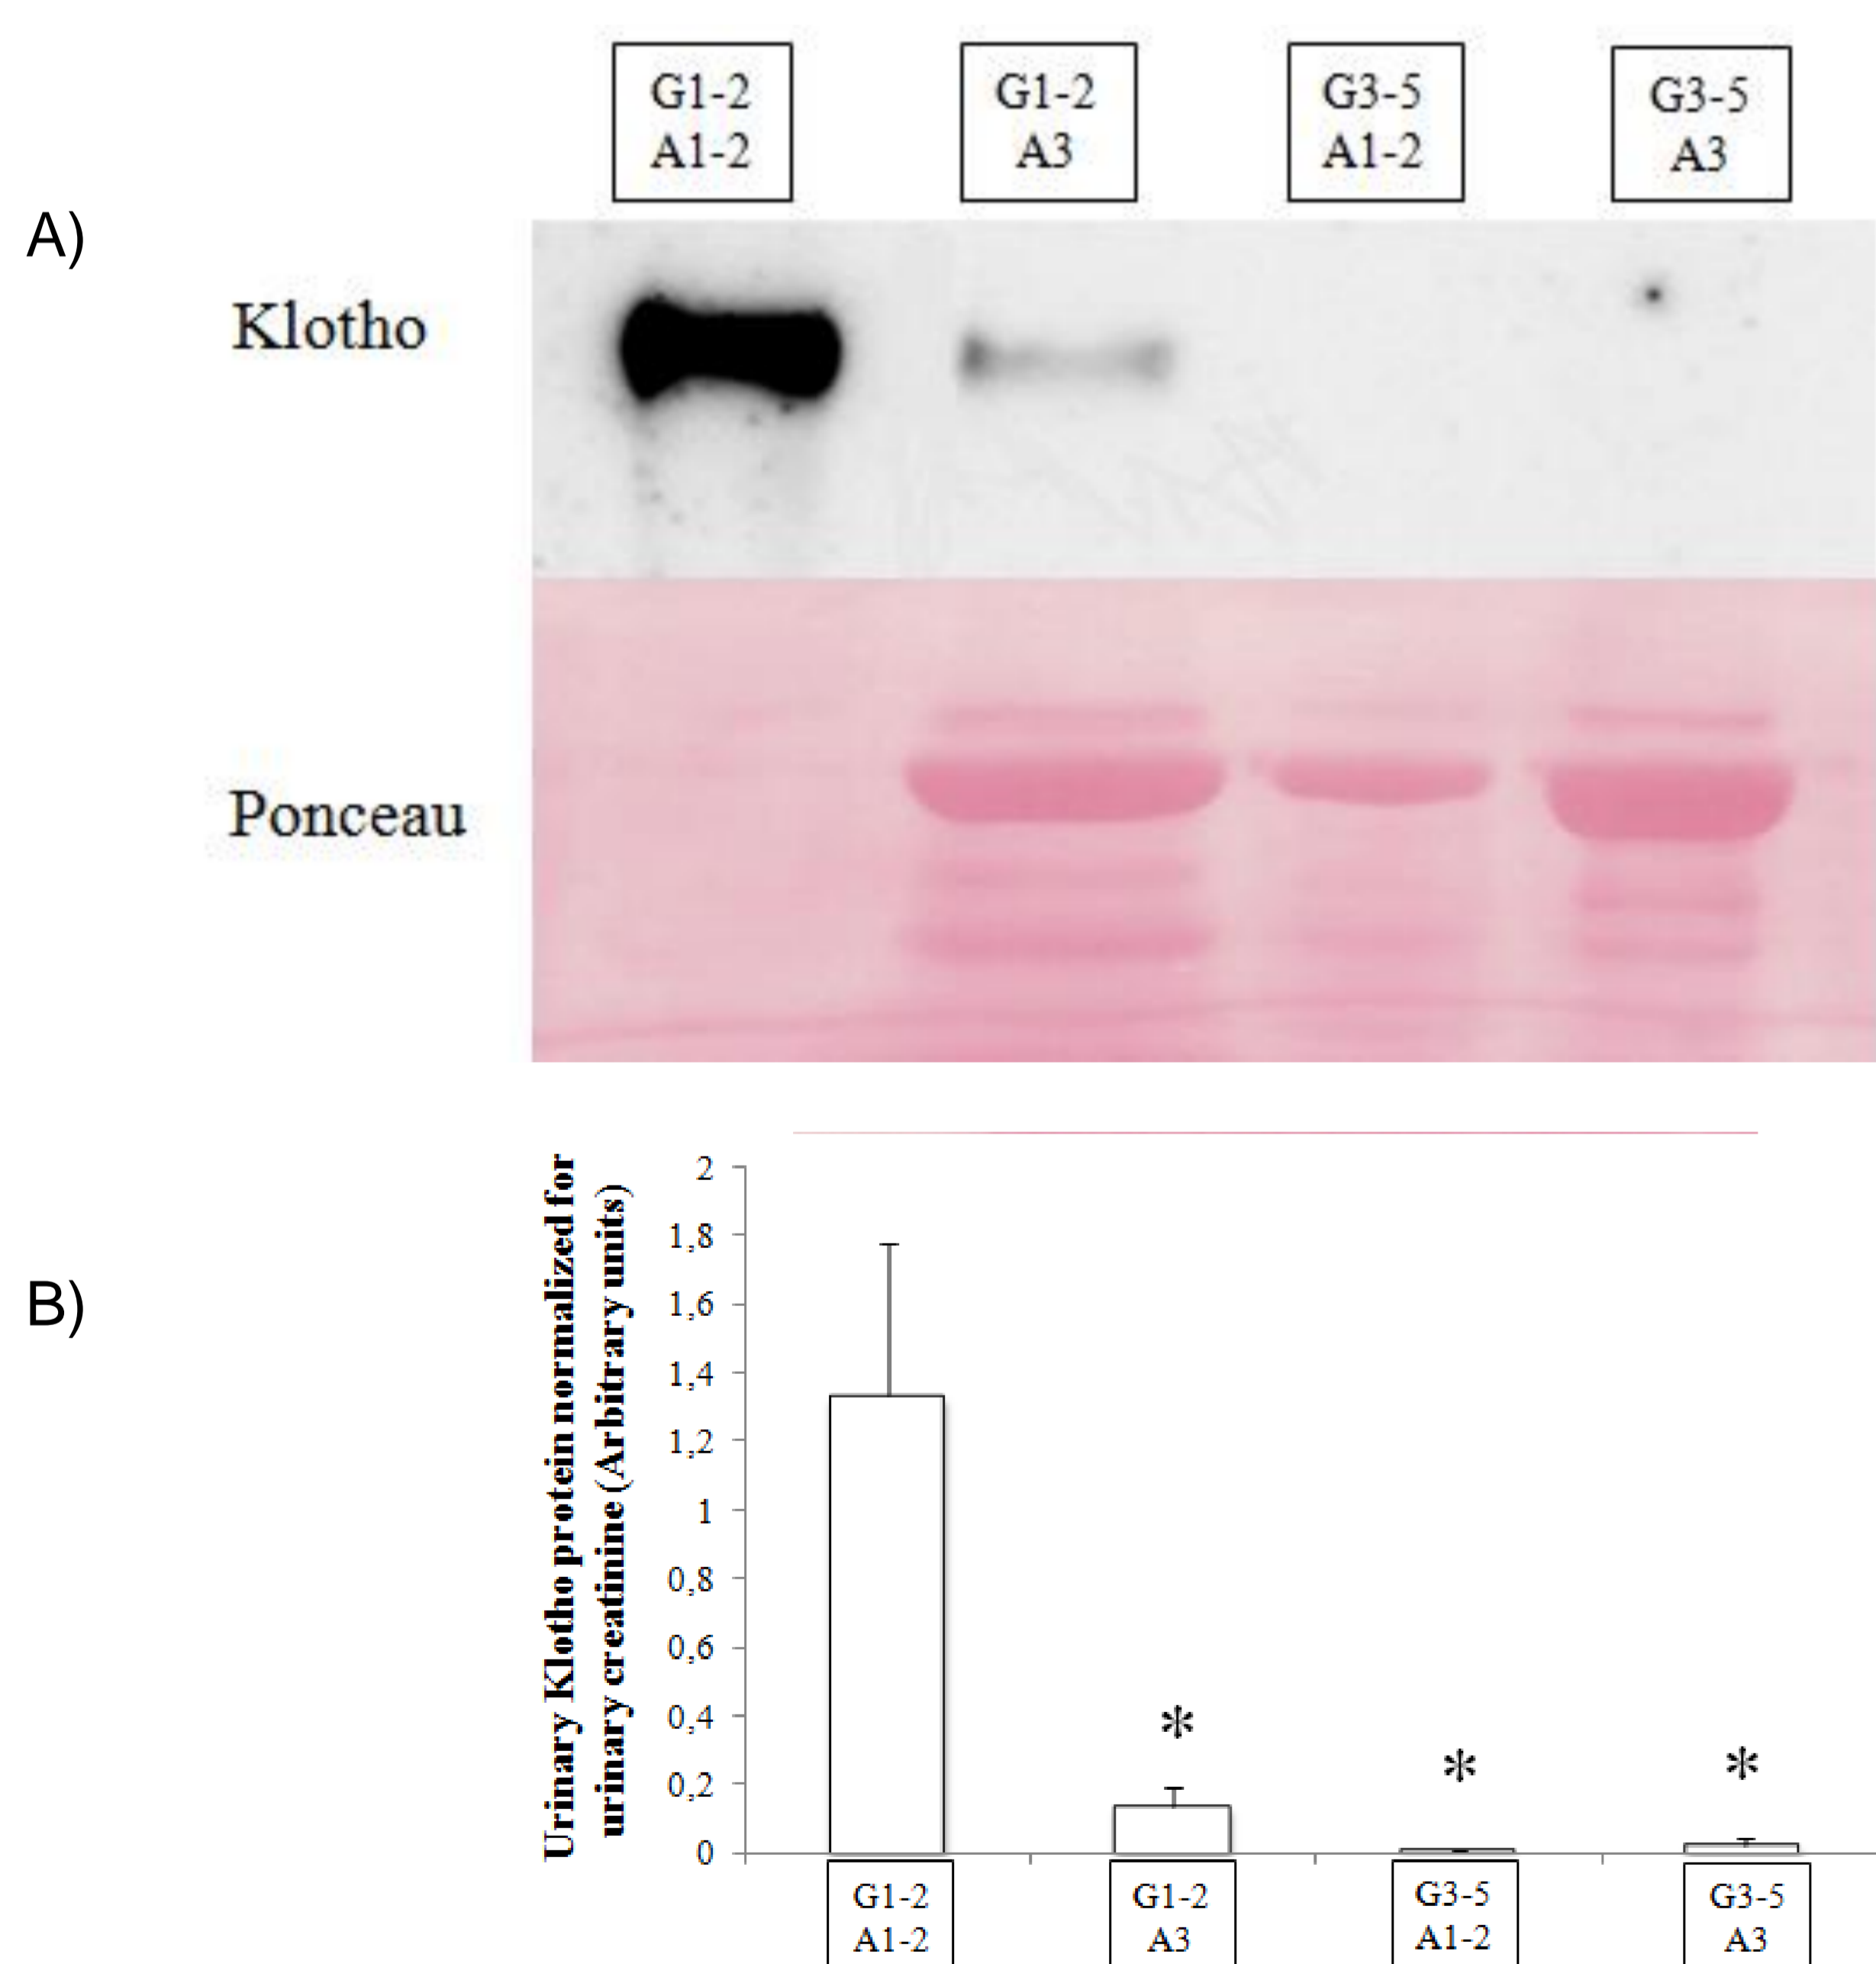 G1-2
A1-2
G1-2
A3
G3-5
A1-2
G3-5
A3
A)
Klotho
Ponceau
B)
Urinary Klotho protein normalized for
urinary creatinine (Arbitrary units)
2
1,8
1,6
1,4
1,2
1
0,8
0,6
0,4
0,2
0
*
*
*
G1-2
A1-2
G1-2
A3
G3-5
A1-2
G3-5
A3